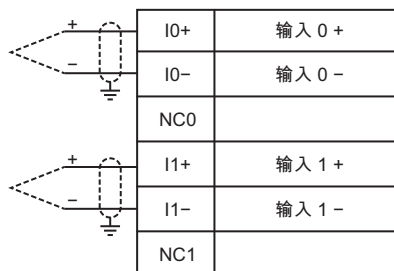 + I0+ 输入 0 +
− I0− 输入 0 −
NC0
+ I1+ 输入 1 +
− I1− 输入 1 −
NC1